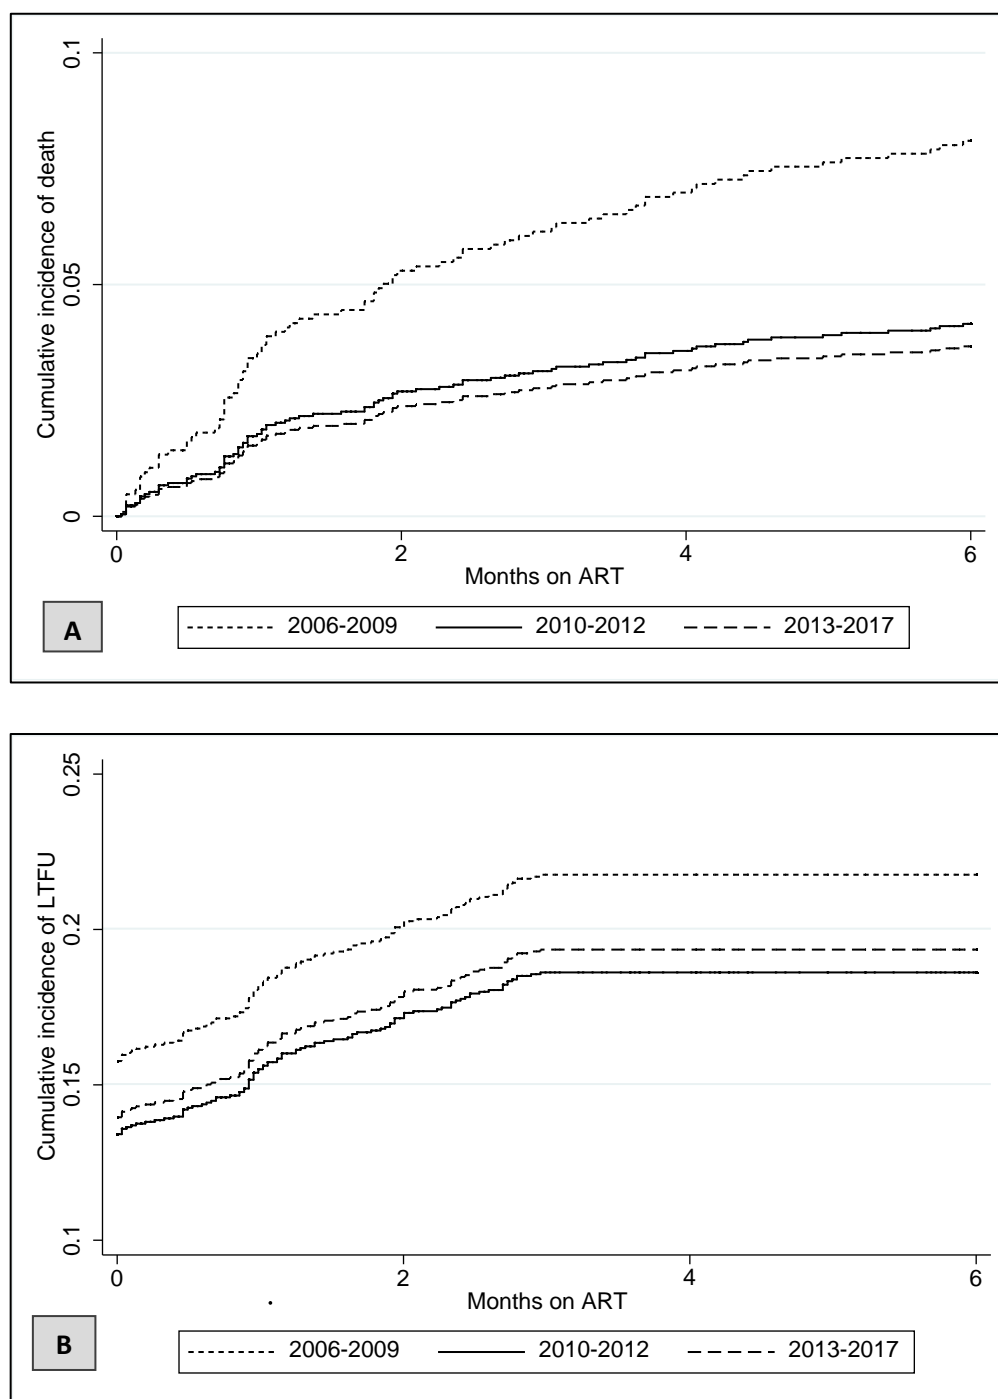 Cumulative incidence of death
0.1
0.05
0
0 2 4 6
Months on ART
A
2006-2009 2010-2012 2013-2017
Cumulative incidence of LTFU
0.25
0.2
0.15
0.1
0 2 4 6
Months on ART
B
2006-2009 2010-2012 2013-2017